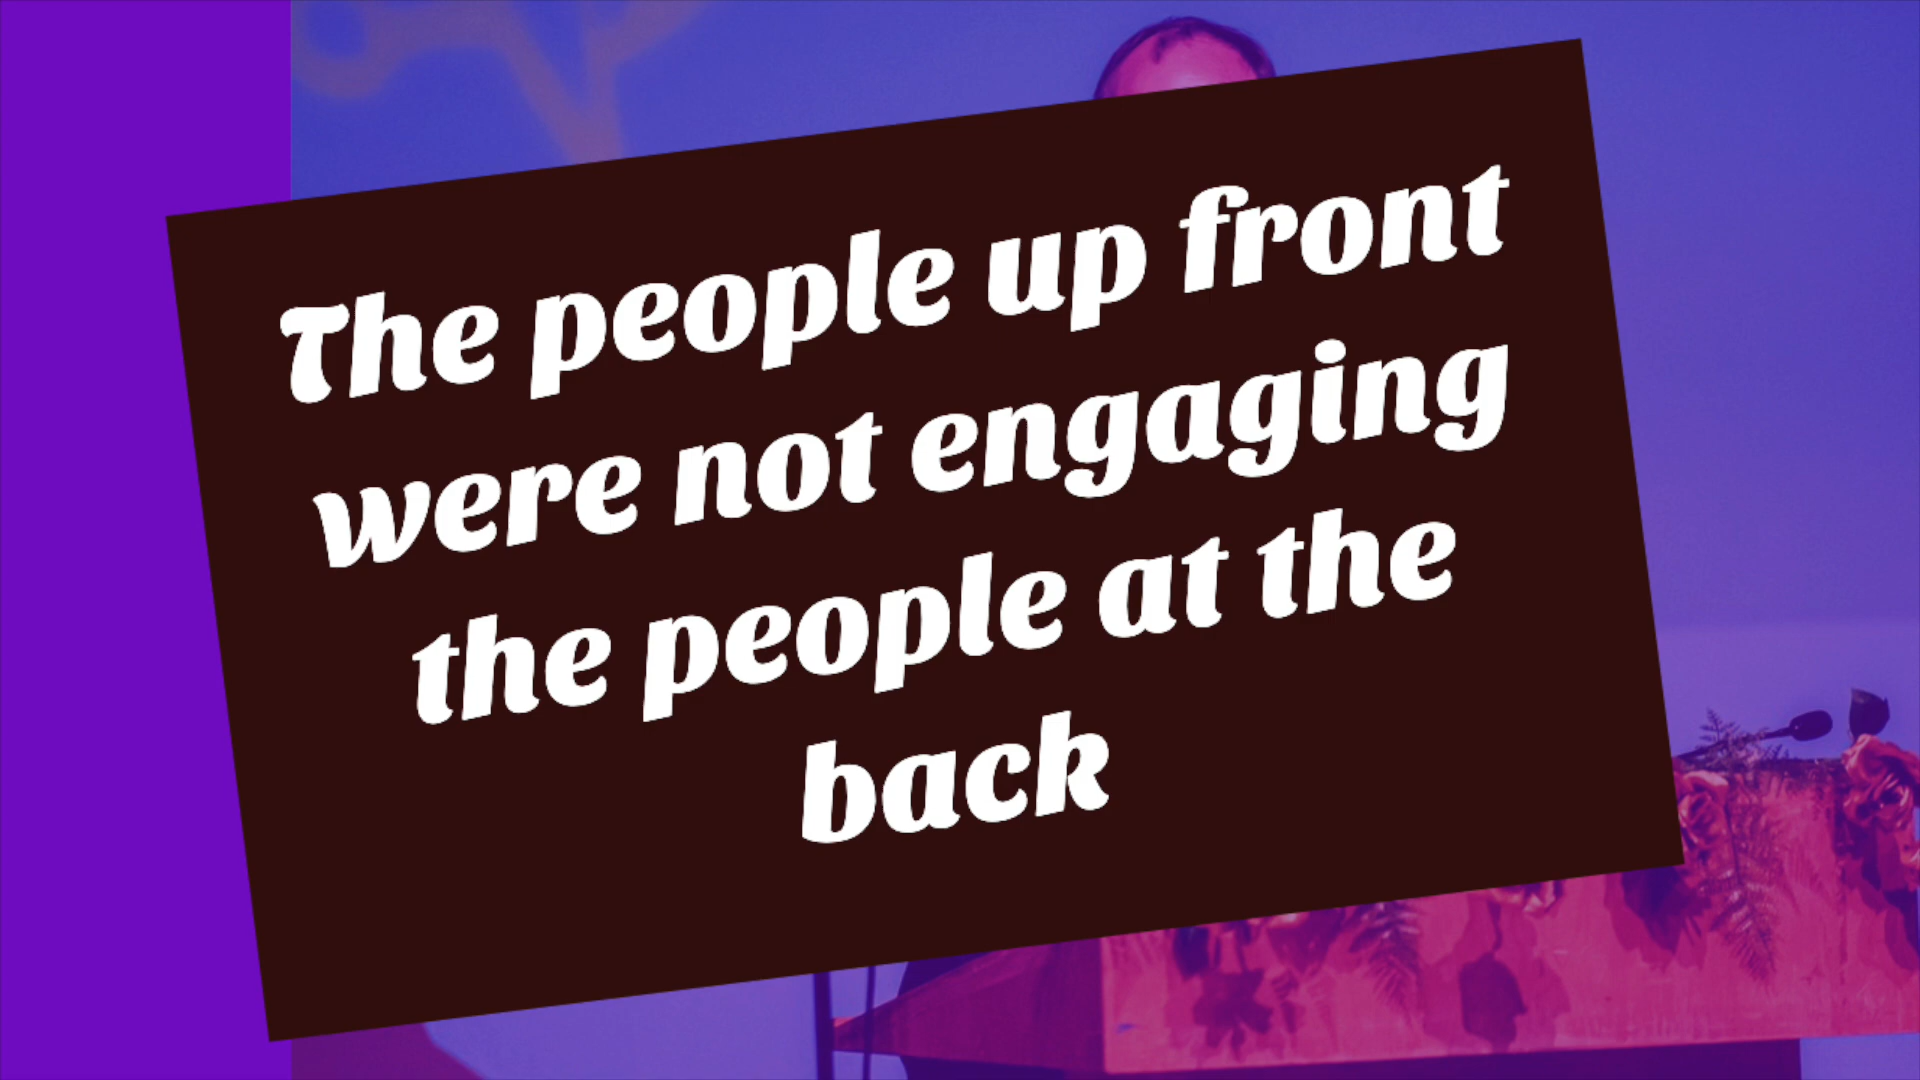 The people up front
were not engaging
the people at the
back